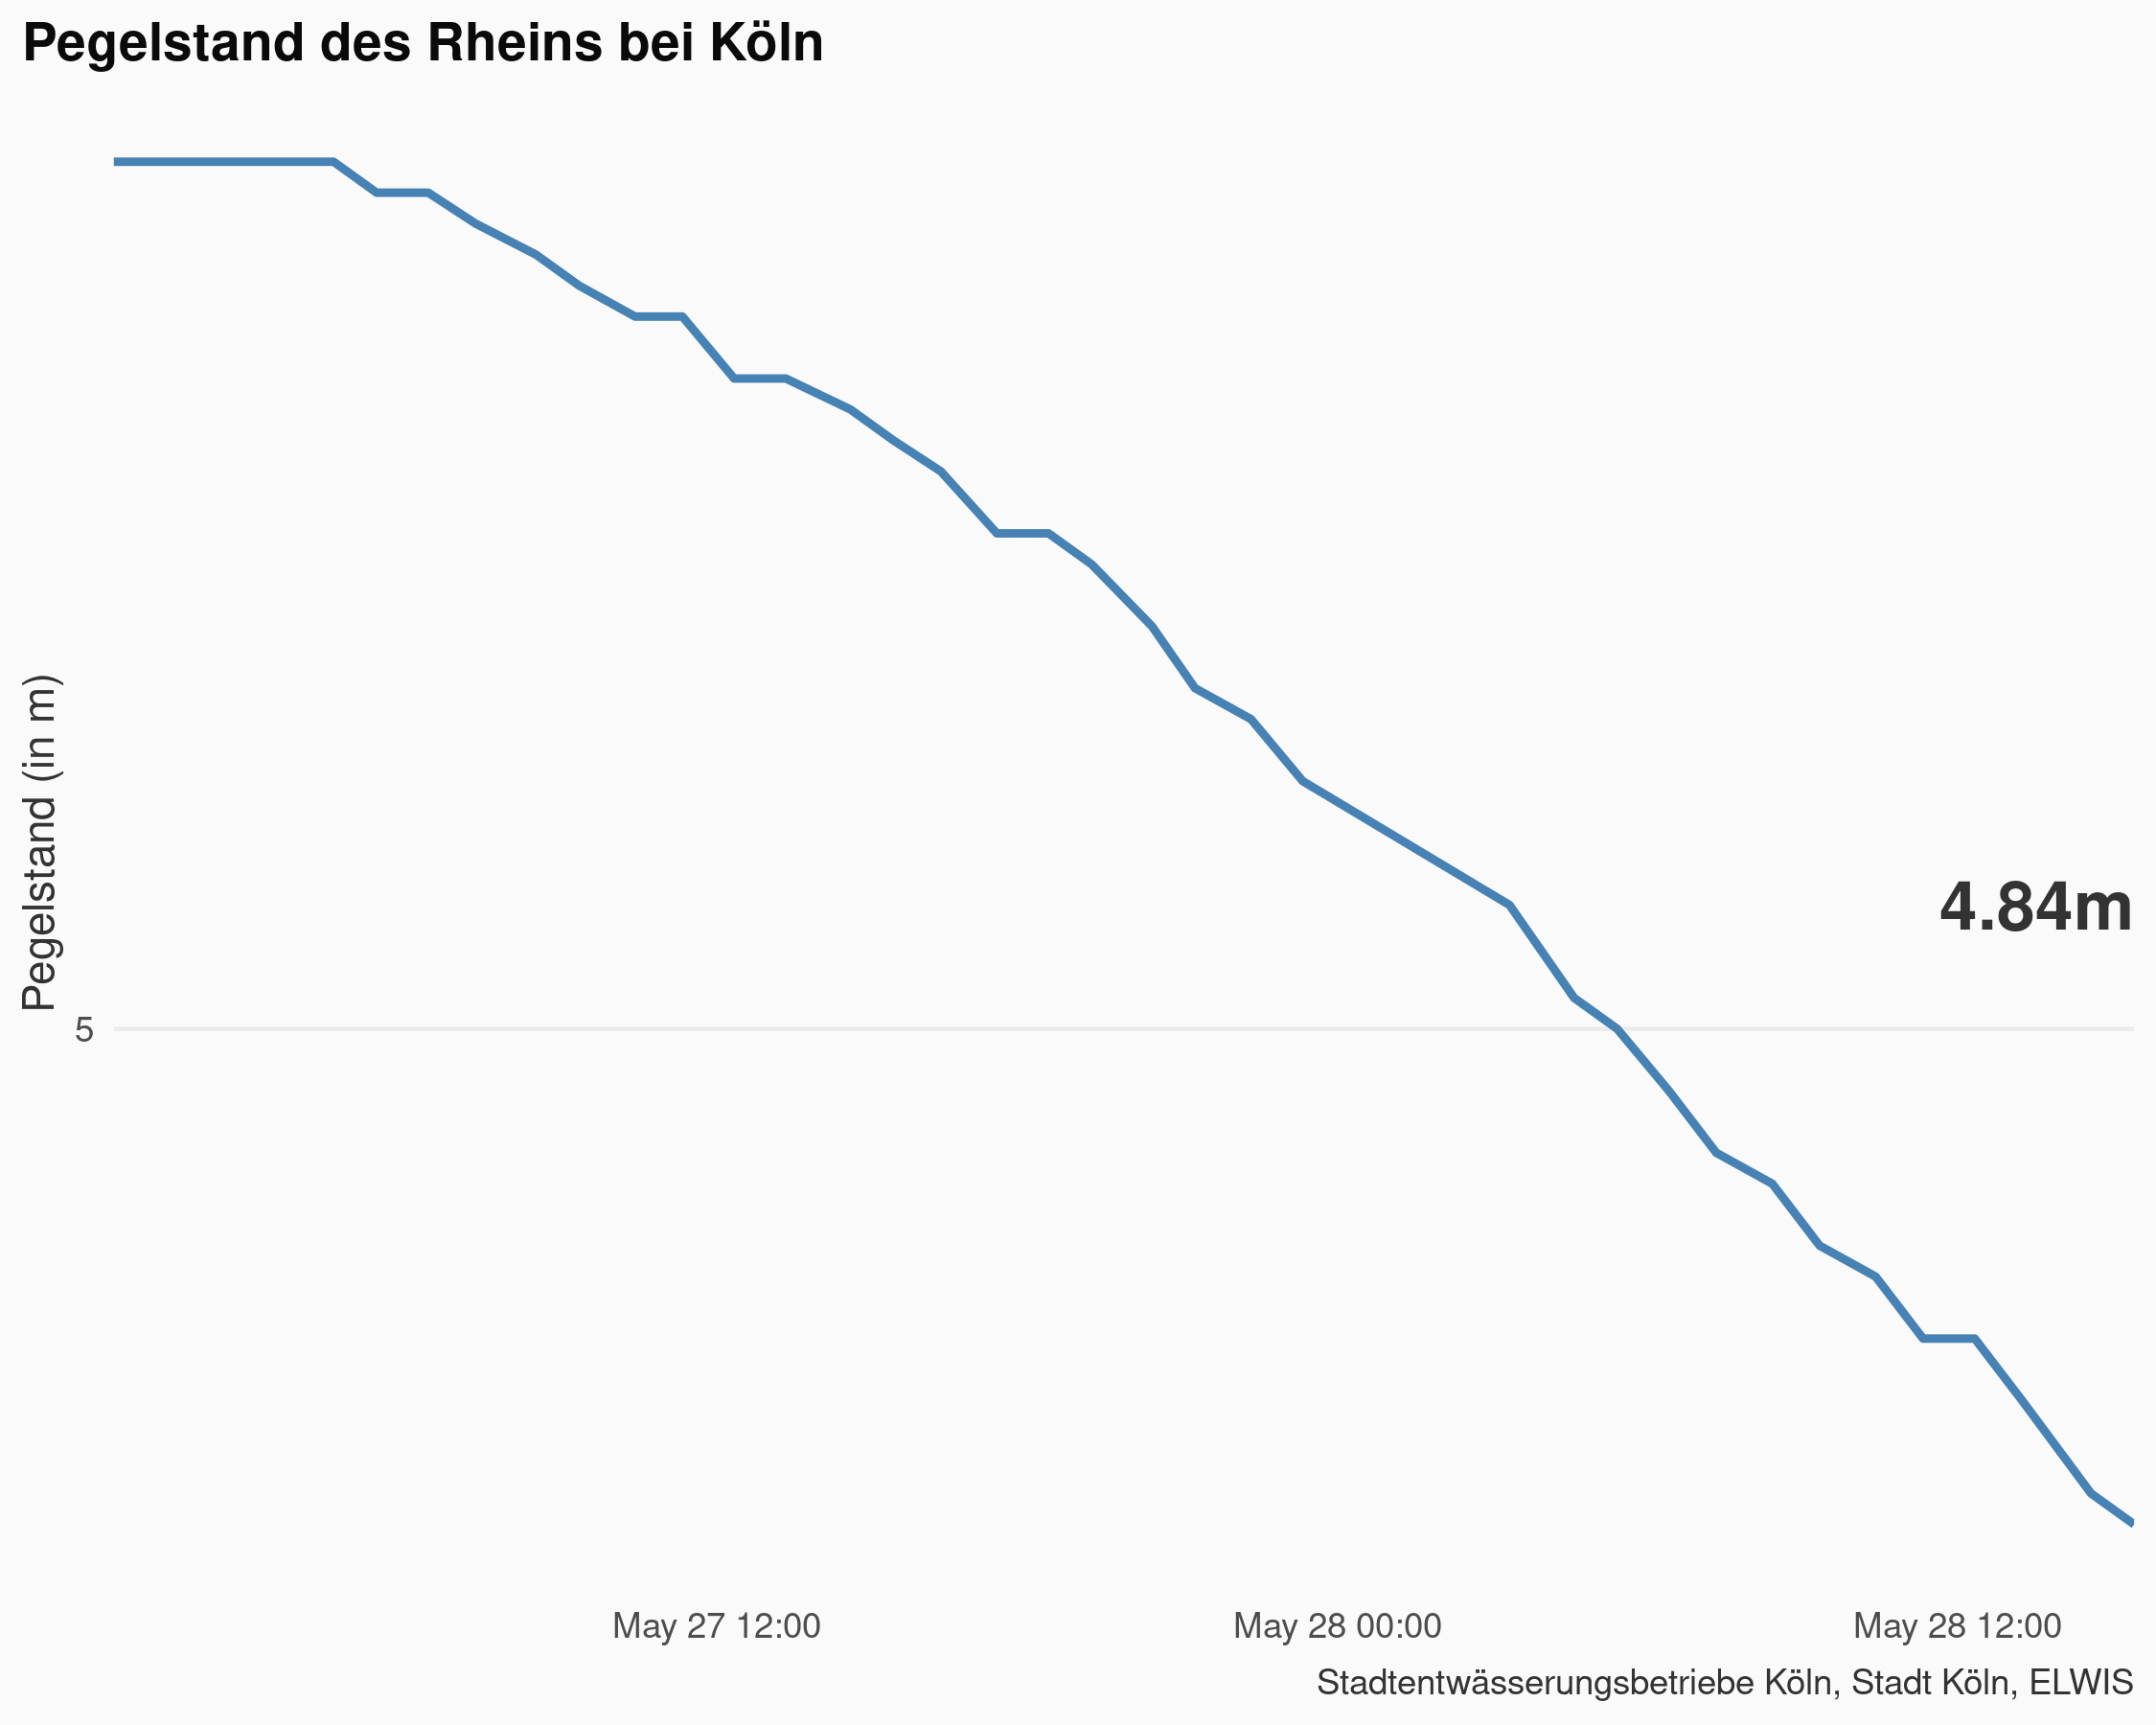 Pegelstand des Rheins bei Köln
Pegelstand (in m)
4.84m
5
May 27 12:00
May 28 00:00
May 28 12:00
Stadtentwässerungsbetriebe Köln, Stadt Köln, ELWIS